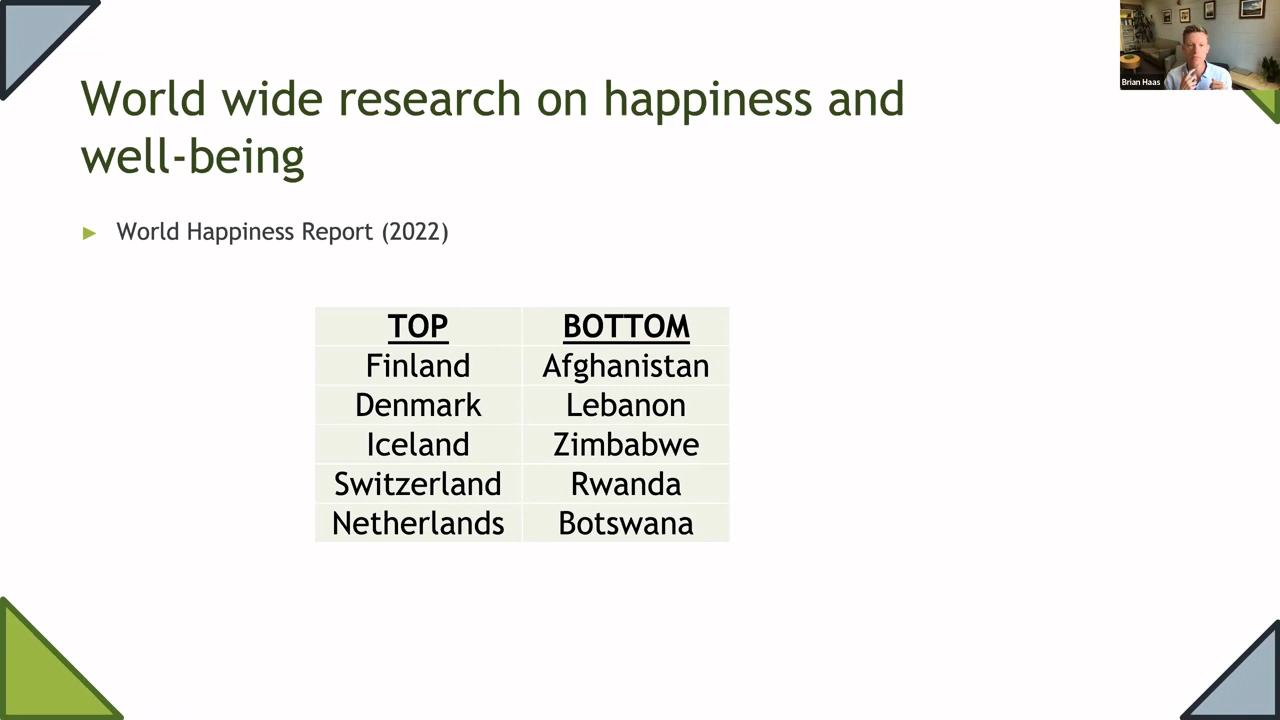 World wide research on happiness and
well-being
► World Happiness Report (2022)
TOP BOTTOM
Finland Afghanistan
Denmark Lebanon
Iceland Zimbabwe
Switzerland Rwanda
Netherlands Botswana
Brian Haas